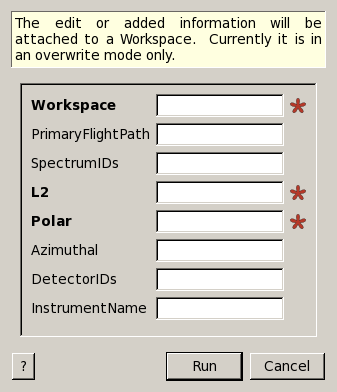 The edit or added information will be
attached to a Workspace. Currently it is in
an overwrite mode only.
Workspace
PrimaryFlightPath
SpectrumIDs
L2
Polar
Azimuthal
DetectorIDs
InstrumentName
? Run Cancel